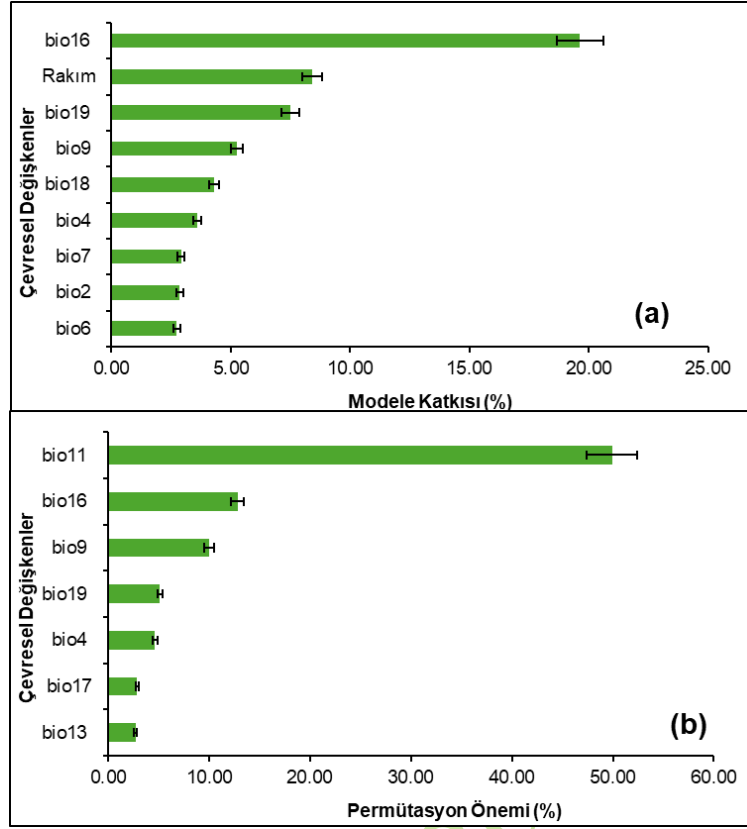 bio16
Rakım
bio19
bio9
bio18
bio4
bio7
bio2
bio6
Çevresel Değişkenler
(a)
0.00 5.00 10.00 15.00 20.00 25.00
Modele Katkısı (%)
bio11
bio16
bio9
bio19
bio4
bio17
bio13
Çevresel Değişkenler
(b)
0.00 10.00 20.00 30.00 40.00 50.00 60.00
Permütasyon Önemi (%)